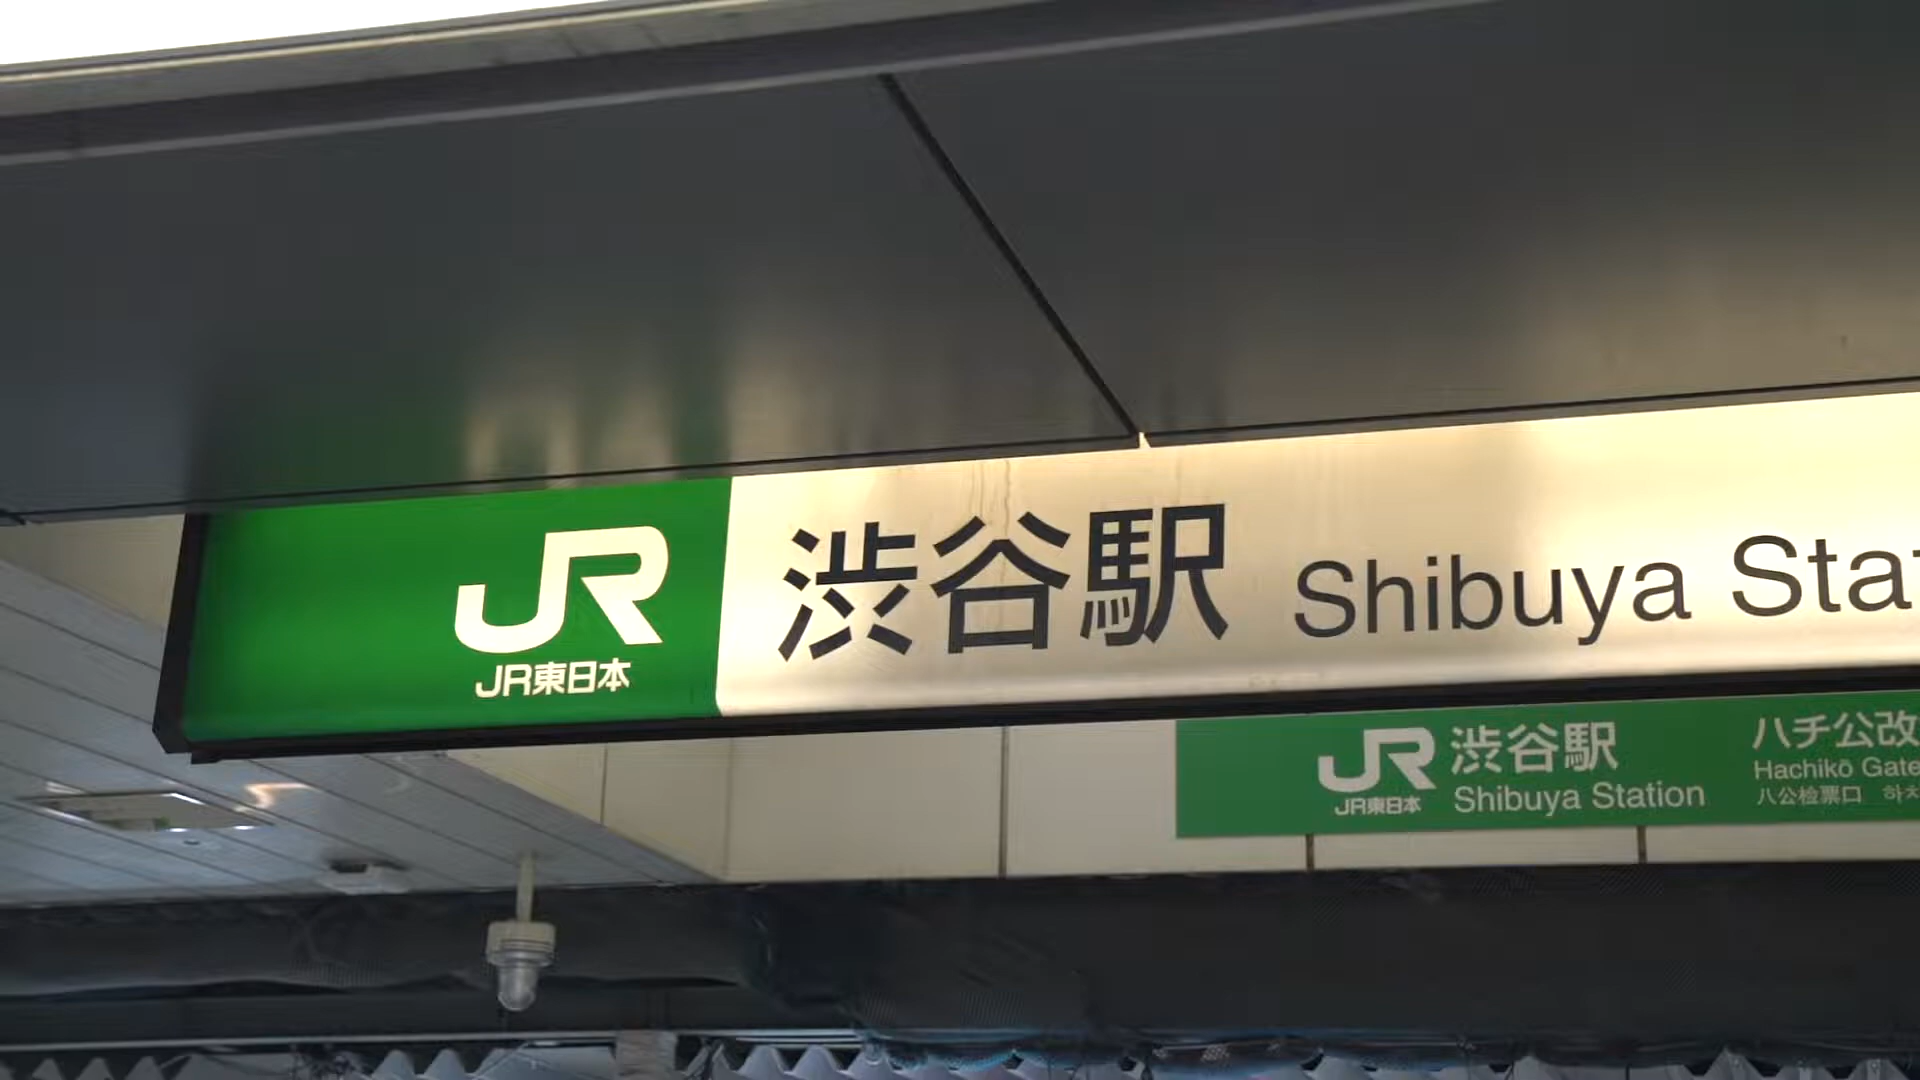 JR
JR東日本
渋谷駅 Shibuya
JR
JR東日本
渋谷駅
Shibuya Station
ハチ公改
Hachikō Gate
八公检票口